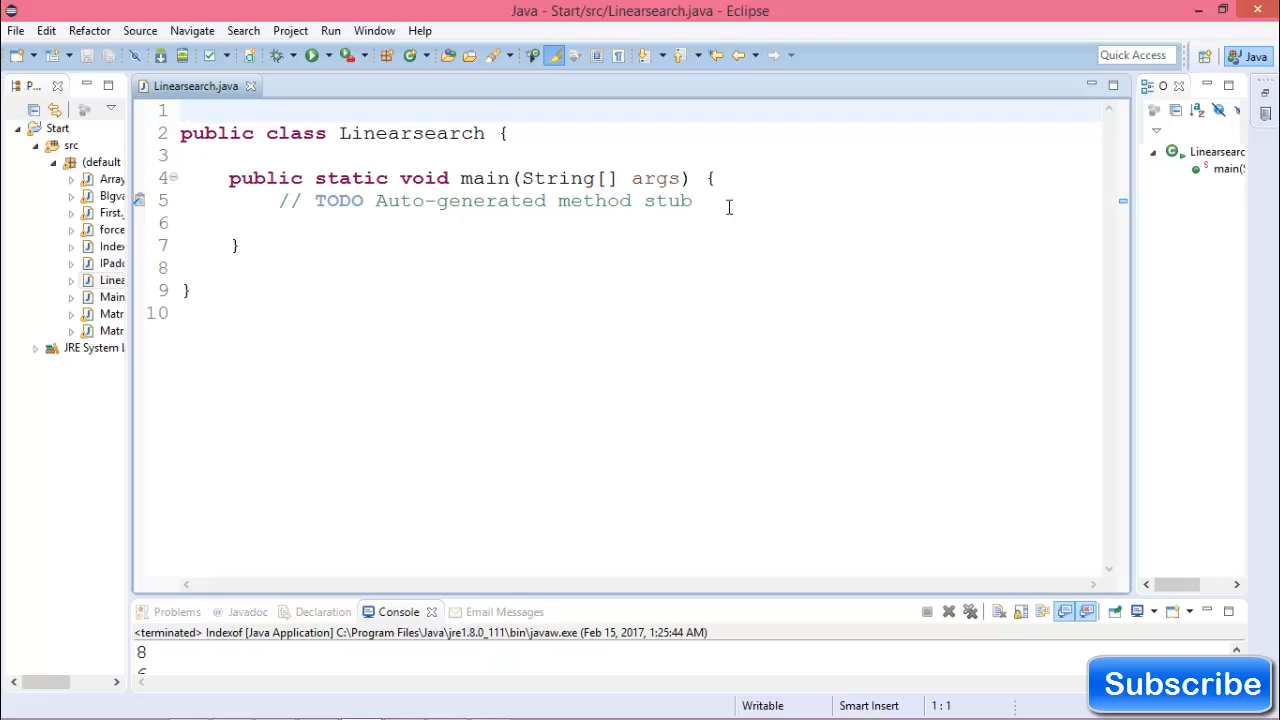 Java - Start/src/Linearsearch.java - Eclipse
File Edit Refactor Source Navigate Search Project Run Window Help
Quick Access
Java
P...
Linearsearch.java
O
Start
src
(default
Array
BIgva
First.
force
Index
IPadd
Linea
Main
Matr
Matr
JRE System L
1
2 public class Linearsearch {
3
4 public static void main(String[] args) {
5 // TODO Auto-generated method stub
6
7 }
8
9 }
10
Linearsearc
main(S
Problems @ Javadoc Declaration Console Email Messages
<terminated> Indexof [Java Application] C:\Program Files\Java\jre1.8.0_111\bin\javaw.exe (Feb 15, 2017, 1:25:44 AM)
8
Subscribe
Writable Smart Insert 1 : 1